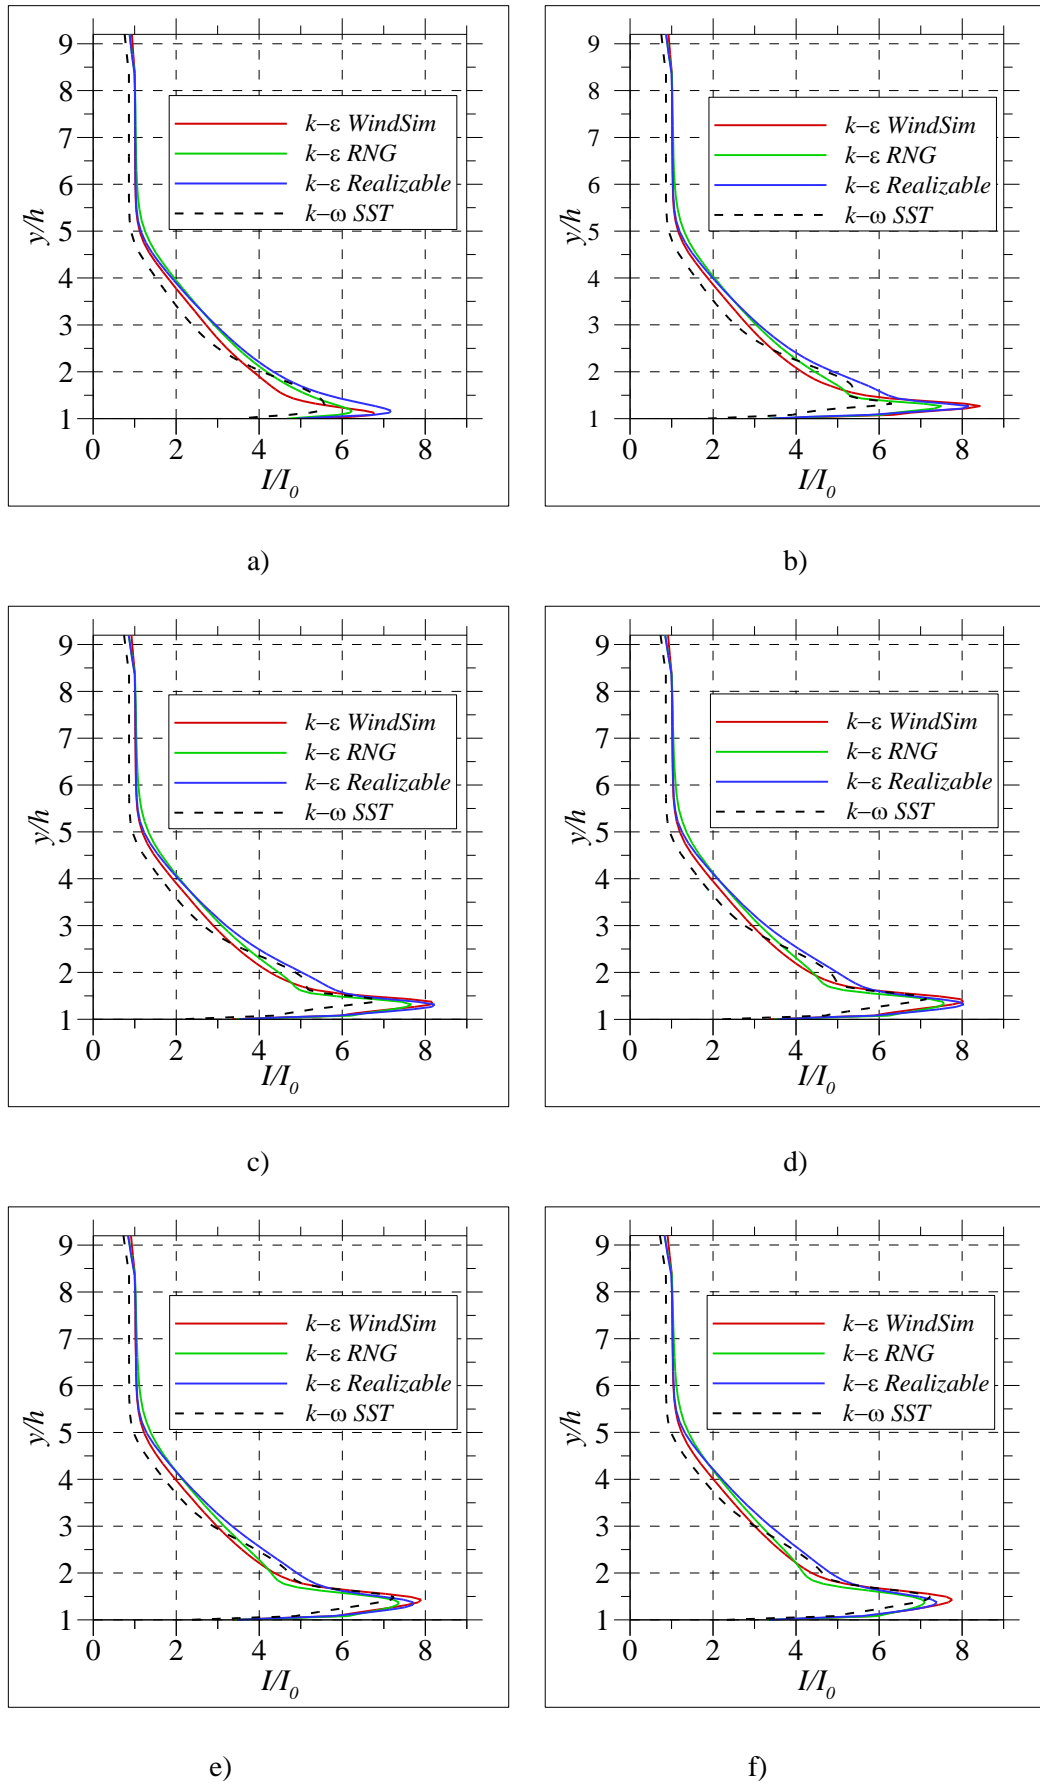 9
8
7
6
5
4
3
2
1
y/h
k−ε WindSim
k−ε RNG
k−ε Realizable
k−ω SST
0 2 4 6 8
I/I0
a)
9
8
7
6
5
4
3
2
1
y/h
k−ε WindSim
k−ε RNG
k−ε Realizable
k−ω SST
0 2 4 6 8
I/I0
b)
9
8
7
6
5
4
3
2
1
y/h
k−ε WindSim
k−ε RNG
k−ε Realizable
k−ω SST
0 2 4 6 8
I/I0
c)
9
8
7
6
5
4
3
2
1
y/h
k−ε WindSim
k−ε RNG
k−ε Realizable
k−ω SST
0 2 4 6 8
I/I0
d)
9
8
7
6
5
4
3
2
1
y/h
k−ε WindSim
k−ε RNG
k−ε Realizable
k−ω SST
0 2 4 6 8
I/I0
e)
9
8
7
6
5
4
3
2
1
y/h
k−ε WindSim
k−ε RNG
k−ε Realizable
k−ω SST
0 2 4 6 8
I/I0
f)